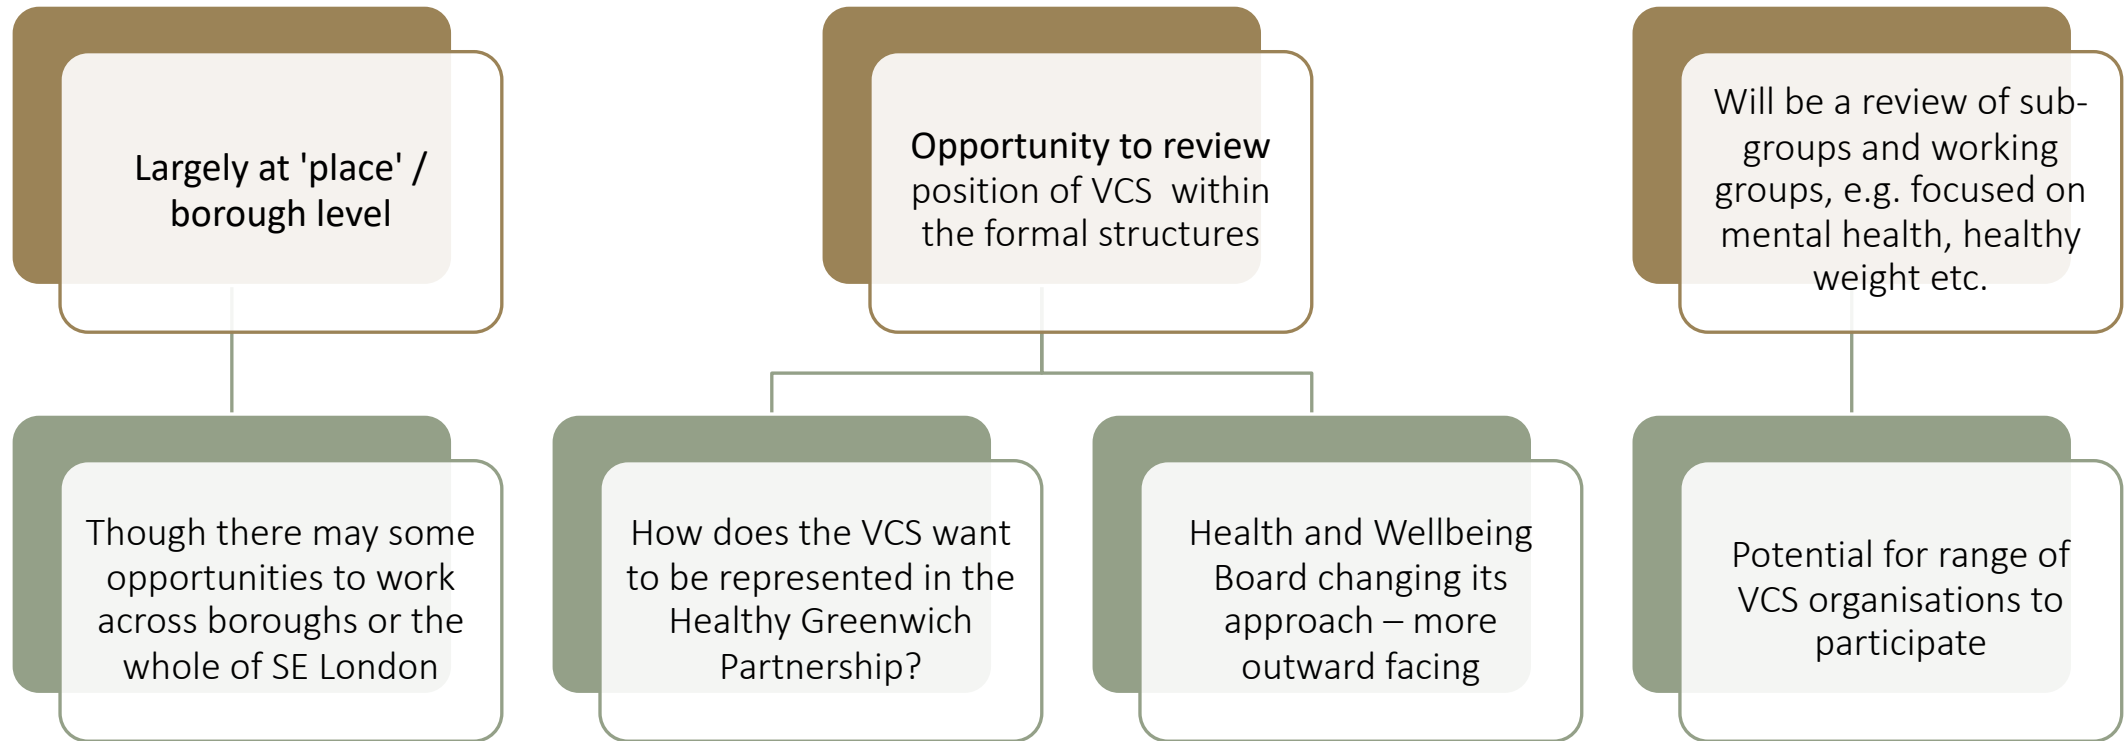 Largely at 'place' /
borough level
Opportunity to review
position of VCS  within
the formal structures
Will be a review of sub-
groups and working
groups, e.g. focused on
mental health, healthy
weight etc.
Though there may some
opportunities to work
across boroughs or the
whole of SE London
How does the VCS want
to be represented in the
Healthy Greenwich
Partnership?
Health and Wellbeing
Board changing its
approach – more
outward facing
Potential for range of
VCS organisations to
participate